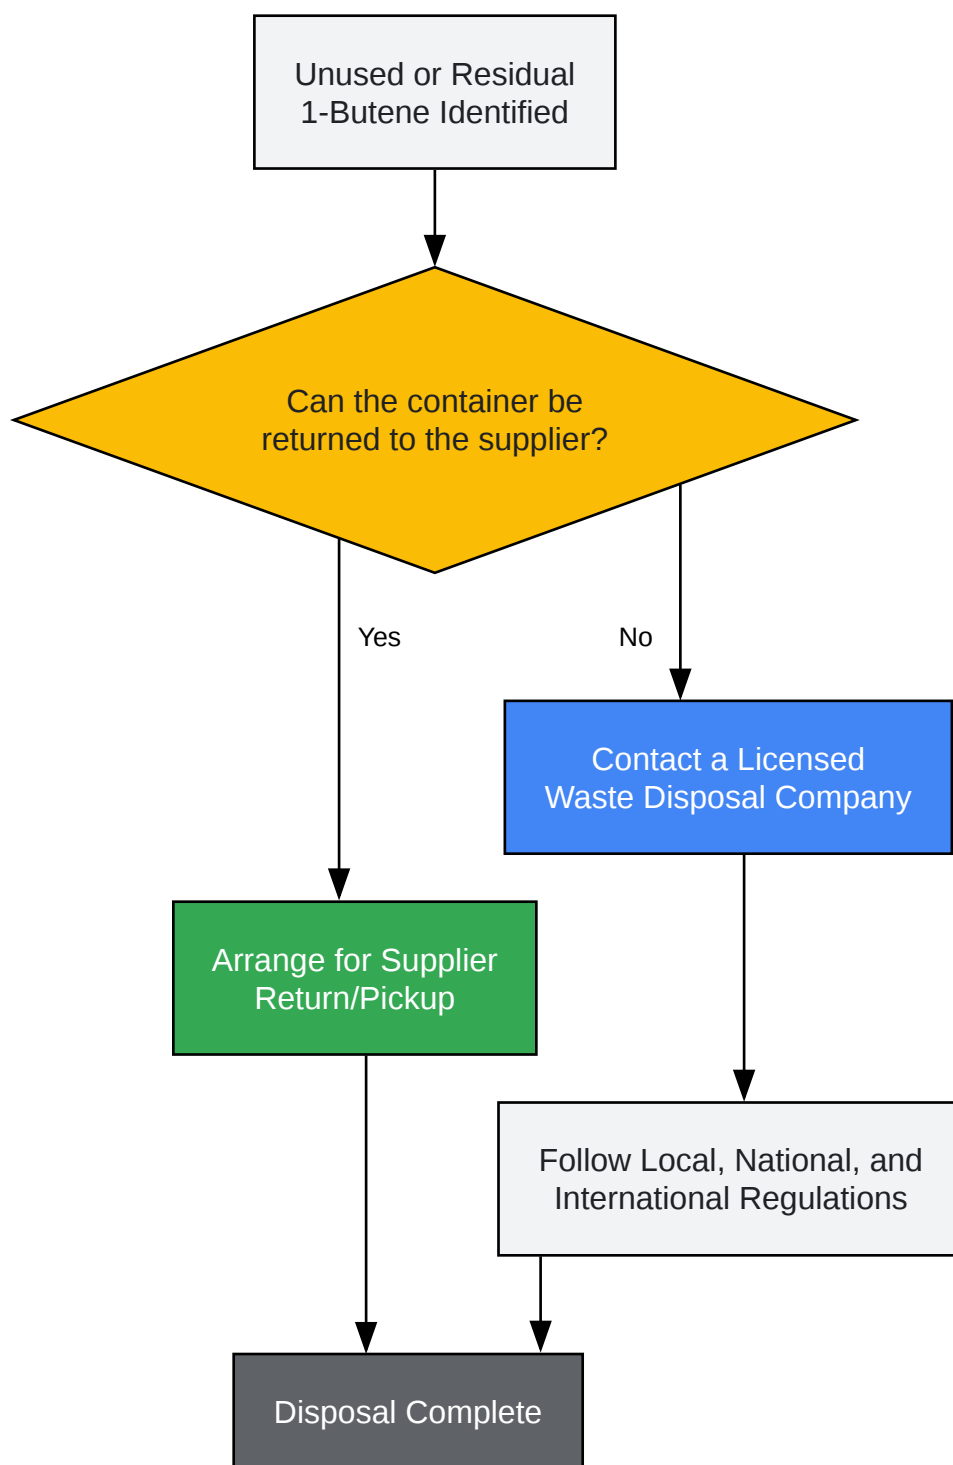 Unused or Residual
1-Butene Identified
Can the container be
returned to the supplier?
Yes
No
Contact a Licensed
Waste Disposal Company
Arrange for Supplier
Return/Pickup
Follow Local, National, and
International Regulations
Disposal Complete